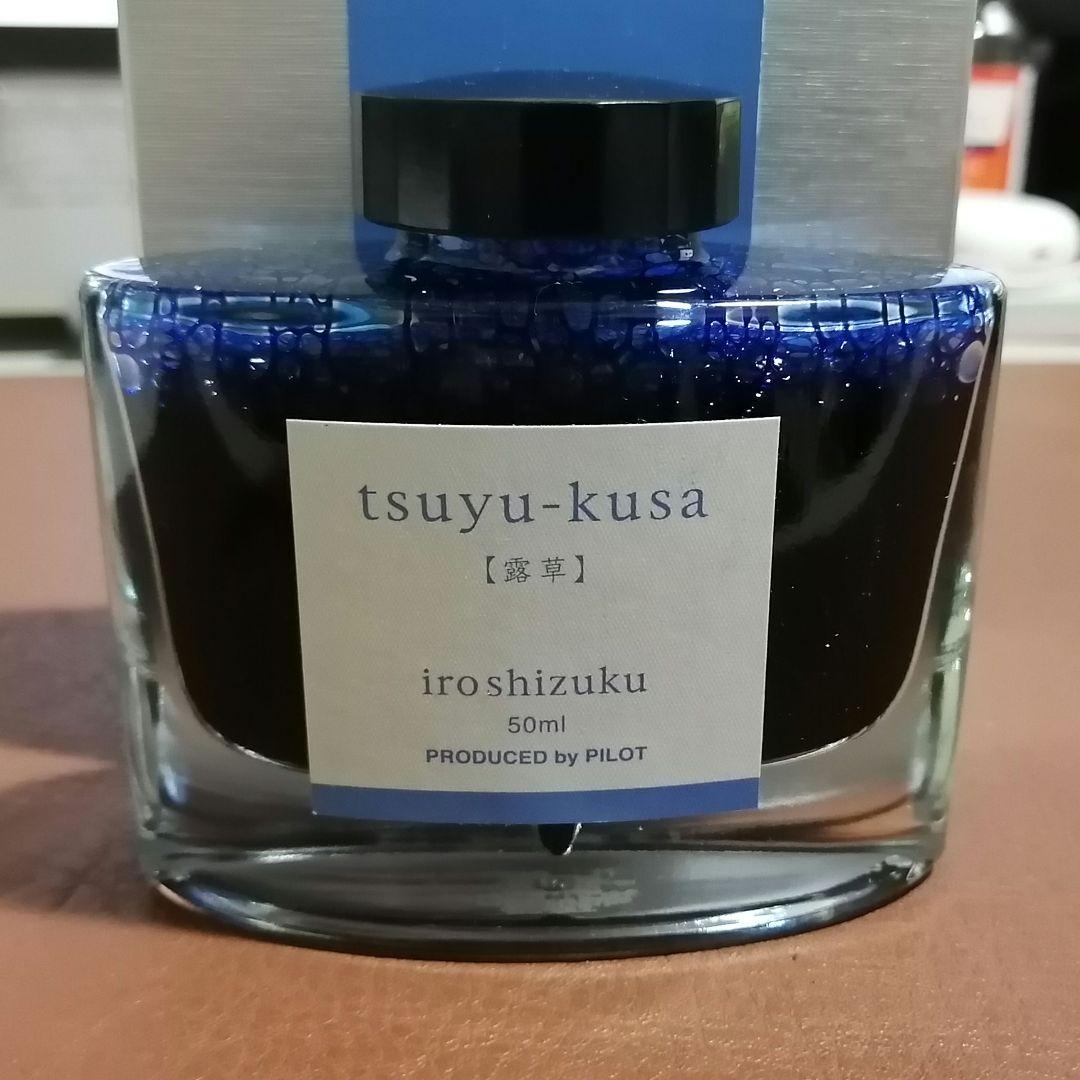 tsuyu-kusa
【露草】
iroshizuku
50ml
PRODUCED by PILOT